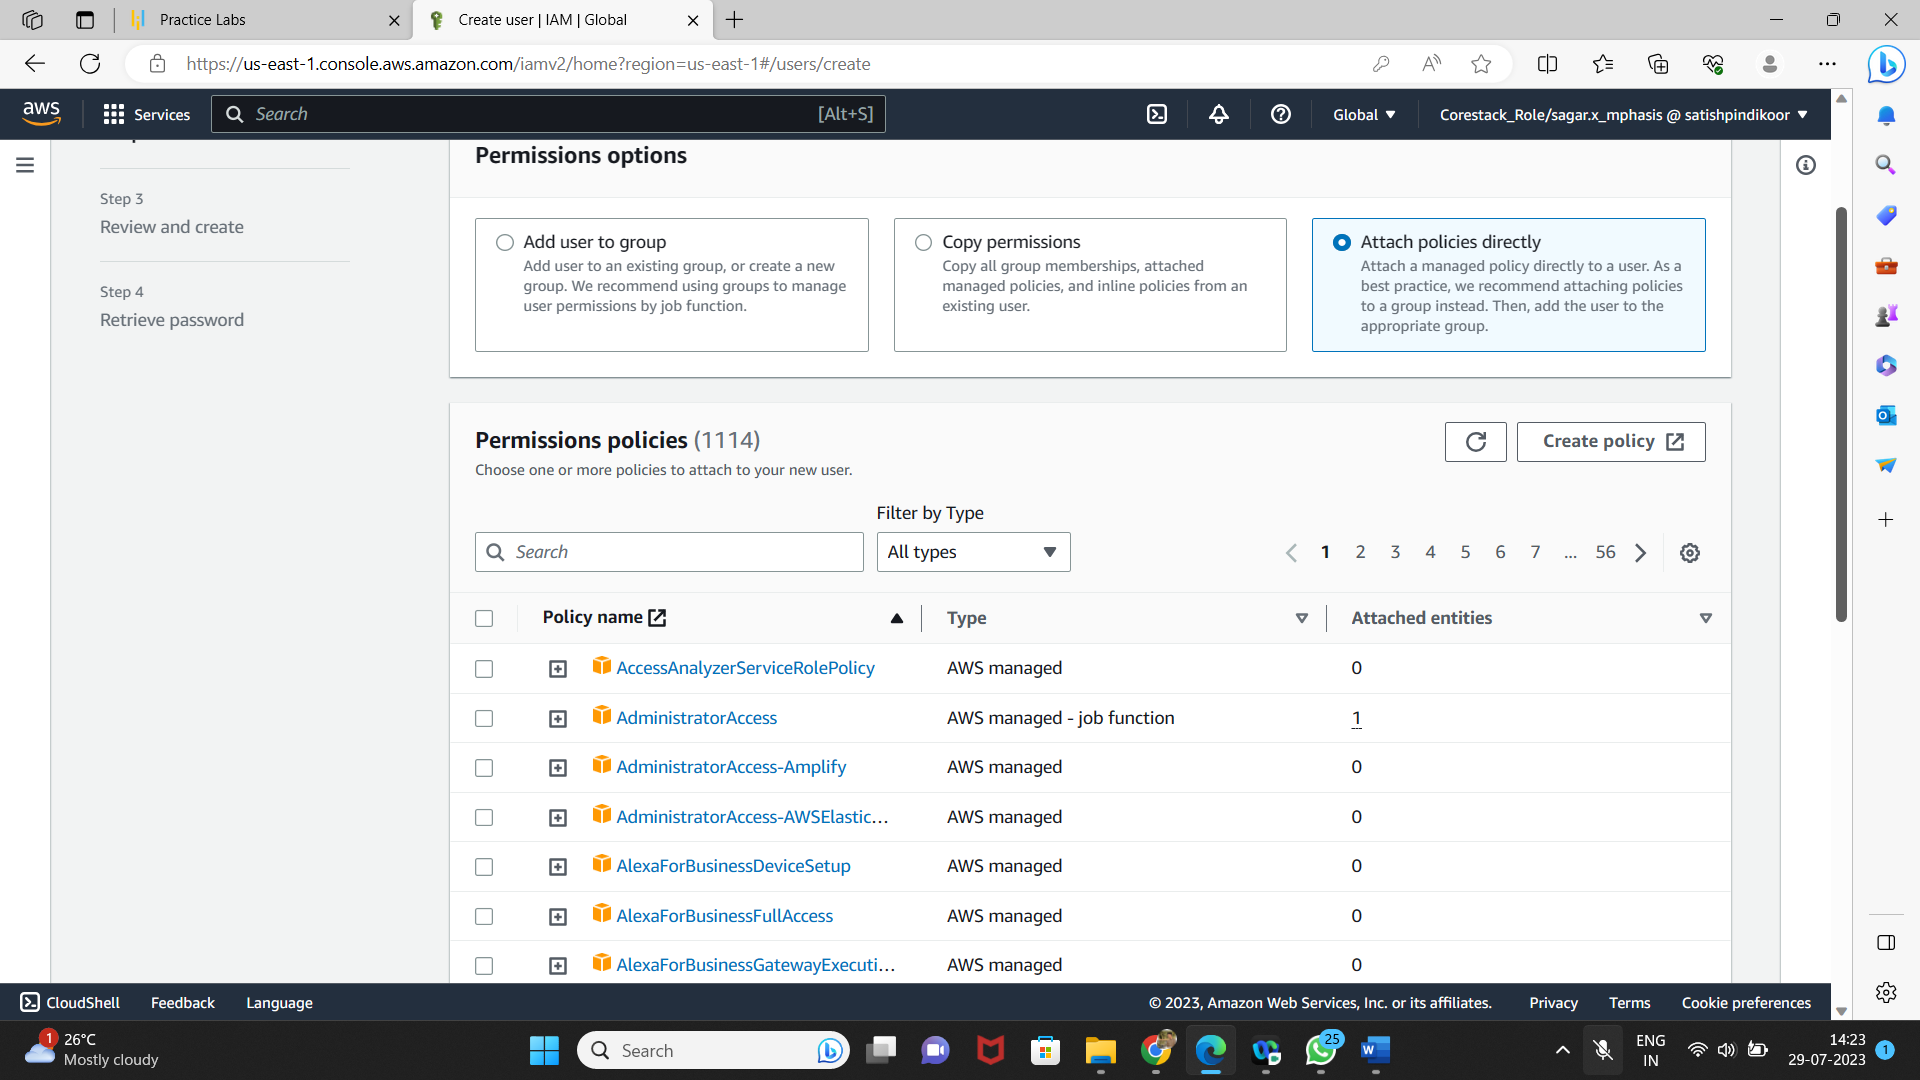 Practice Labs
Create user | IAM | Global
https://us-east-1.console.aws.amazon.com/iamv2/home?region=us-east-1#/users/create
aws
Services
Search
[Alt+S]
Global
Corestack_Role/sagar.x_mphasis @ satishpindikoor
Step 3
Review and create
Step 4
Retrieve password
Permissions options
Add user to group
Add user to an existing group, or create a new
group. We recommend using groups to manage
user permissions by job function.
Copy permissions
Copy all group memberships, attached
managed policies, and inline policies from an
existing user.
Attach policies directly
Attach a managed policy directly to a user. As a
best practice, we recommend attaching policies
to a group instead. Then, add the user to the
appropriate group.
Permissions policies (1114)
Choose one or more policies to attach to your new user.
Create policy
Filter by Type
Search
All types
1 2 3 4 5 6 7 ... 56
Policy name Type Attached entities
AccessAnalyzerServiceRolePolicy AWS managed 0
AdministratorAccess AWS managed - job function 1
AdministratorAccess-Amplify AWS managed 0
AdministratorAccess-AWSElastic... AWS managed 0
AlexaForBusinessDeviceSetup AWS managed 0
AlexaForBusinessFullAccess AWS managed 0
AlexaForBusinessGatewayExecuti... AWS managed 0
CloudShell Feedback Language
© 2023, Amazon Web Services, Inc. or its affiliates. Privacy Terms Cookie preferences
1
26°C
Mostly cloudy
Search
25
W
ENG
IN
14:23
29-07-2023
1